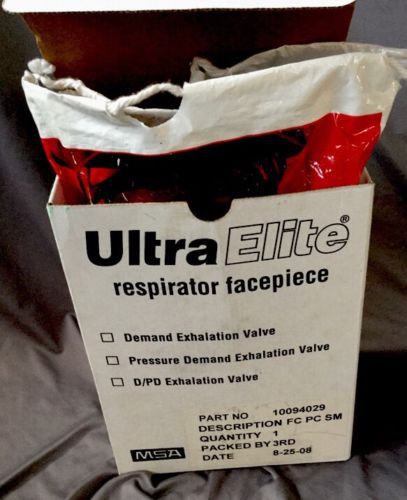 Ultra Elite®
respirator facepiece
Demand Exhalation Valve
Pressure Demand Exhalation Valve
D/PD Exhalation Valve
MSA
PART NO 10094029
DESCRIPTION FC PC SM
QUANTITY 1
PACKED BY 3RD
DATE 8-25-08